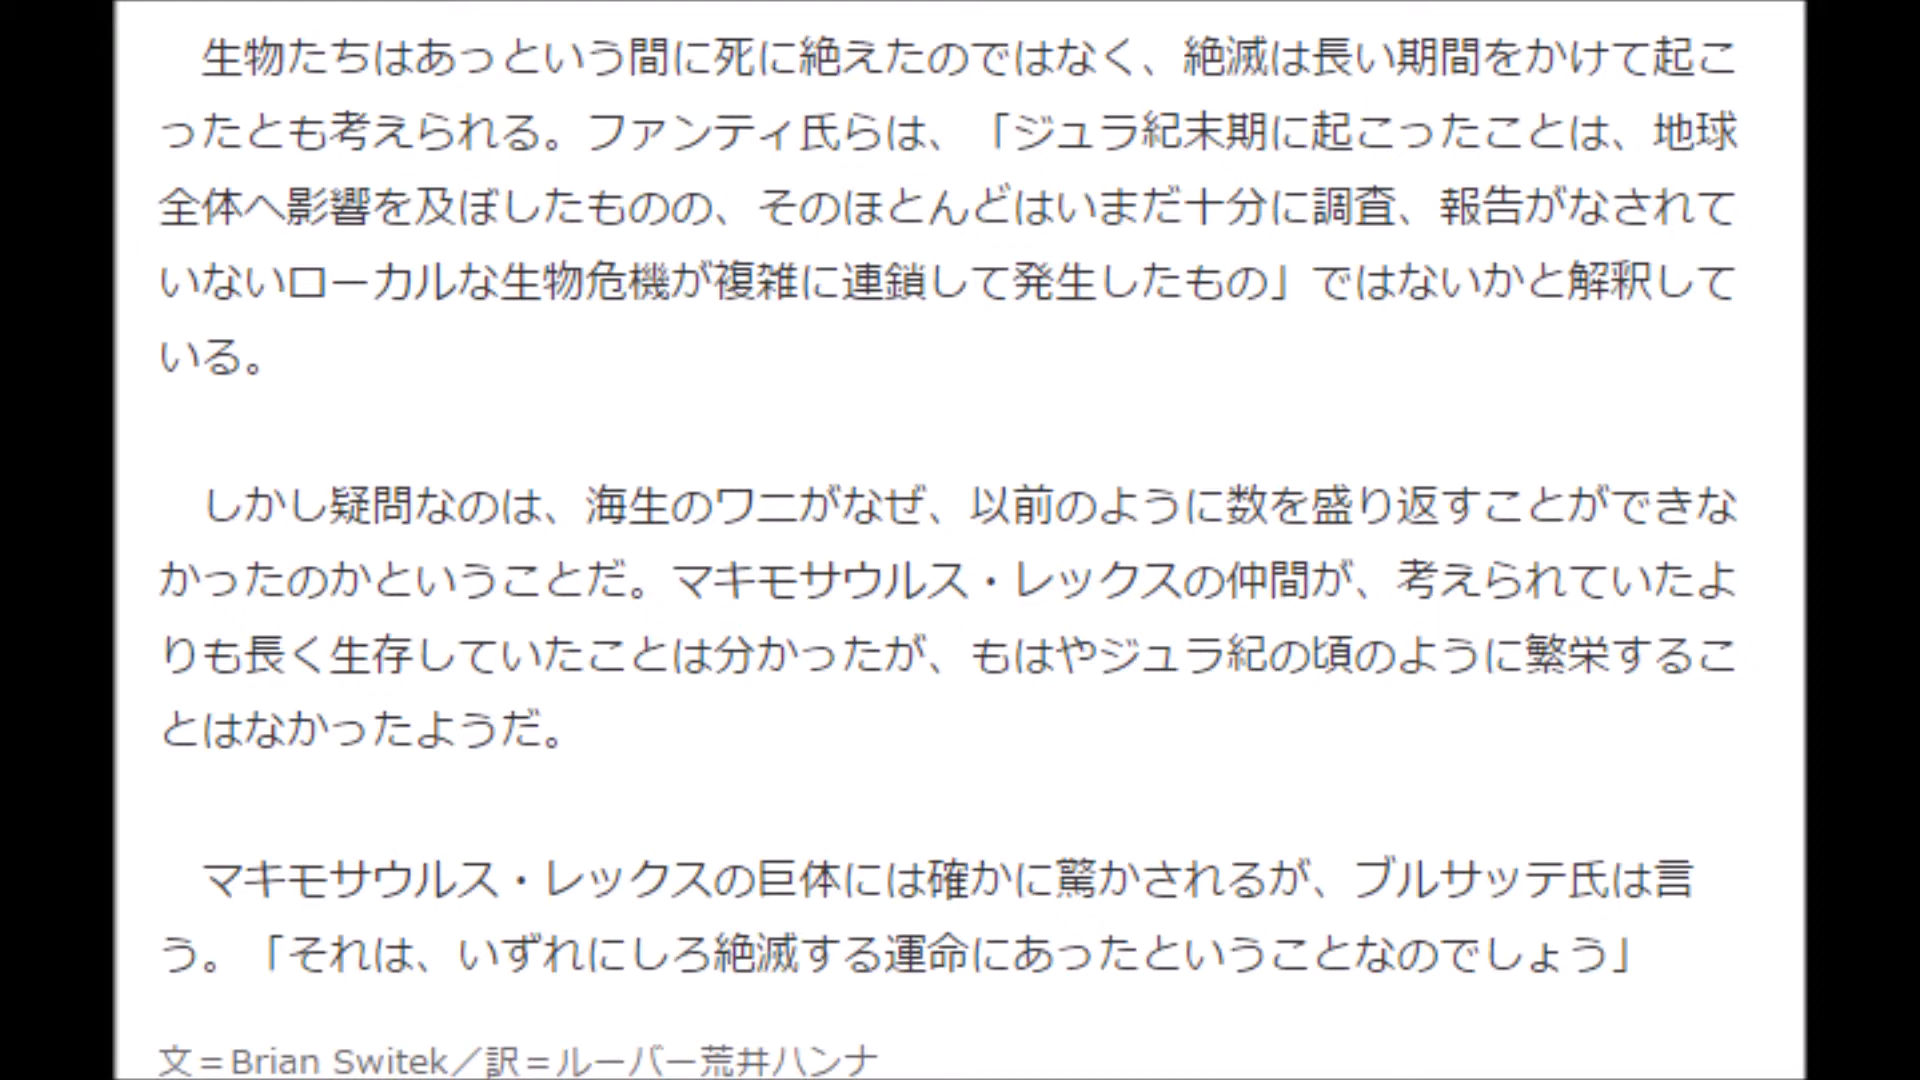 生物たちはあっという間に死に絶えたのではなく、絶滅は長い期間をかけて起こ
ったとも考えられる。ファンティ氏らは、「ジュラ紀末期に起こったことは、地球
全体へ影響を及ぼしたものの、そのほとんどはいまだ十分に調査、報告がなされて
いないローカルな生物危機が複雑に連鎖して発生したもの」ではないかと解釈して
いる。
しかし疑問なのは、海生のワニがなぜ、以前のように数を盛り返すことができな
かったのかということだ。マキモサウルス・レックスの仲間が、考えられていたよ
りも長く生存していたことは分かったが、もはやジュラ紀の頃のように繁栄するこ
とはなかったようだ。
マキモサウルス・レックスの巨体には確かに驚かされるが、ブルサッテ氏は言
う。「それは、いずれにしろ絶滅する運命にあったということなのでしょう」
文＝Brian Switek／訳＝ルーバー荒井ハンナ